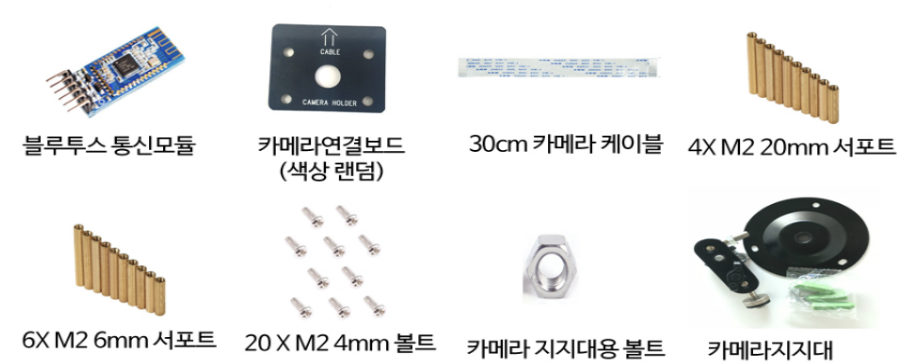 CABLE
CAMERA HOLDER
블루투스 통신모듈
카메라연결보드
(색상 랜덤)
30cm 카메라 케이블
4X M2 20mm 서포트
6X M2 6mm 서포트
20 X M2 4mm 볼트
카메라 지지대용 볼트
카메라지지대